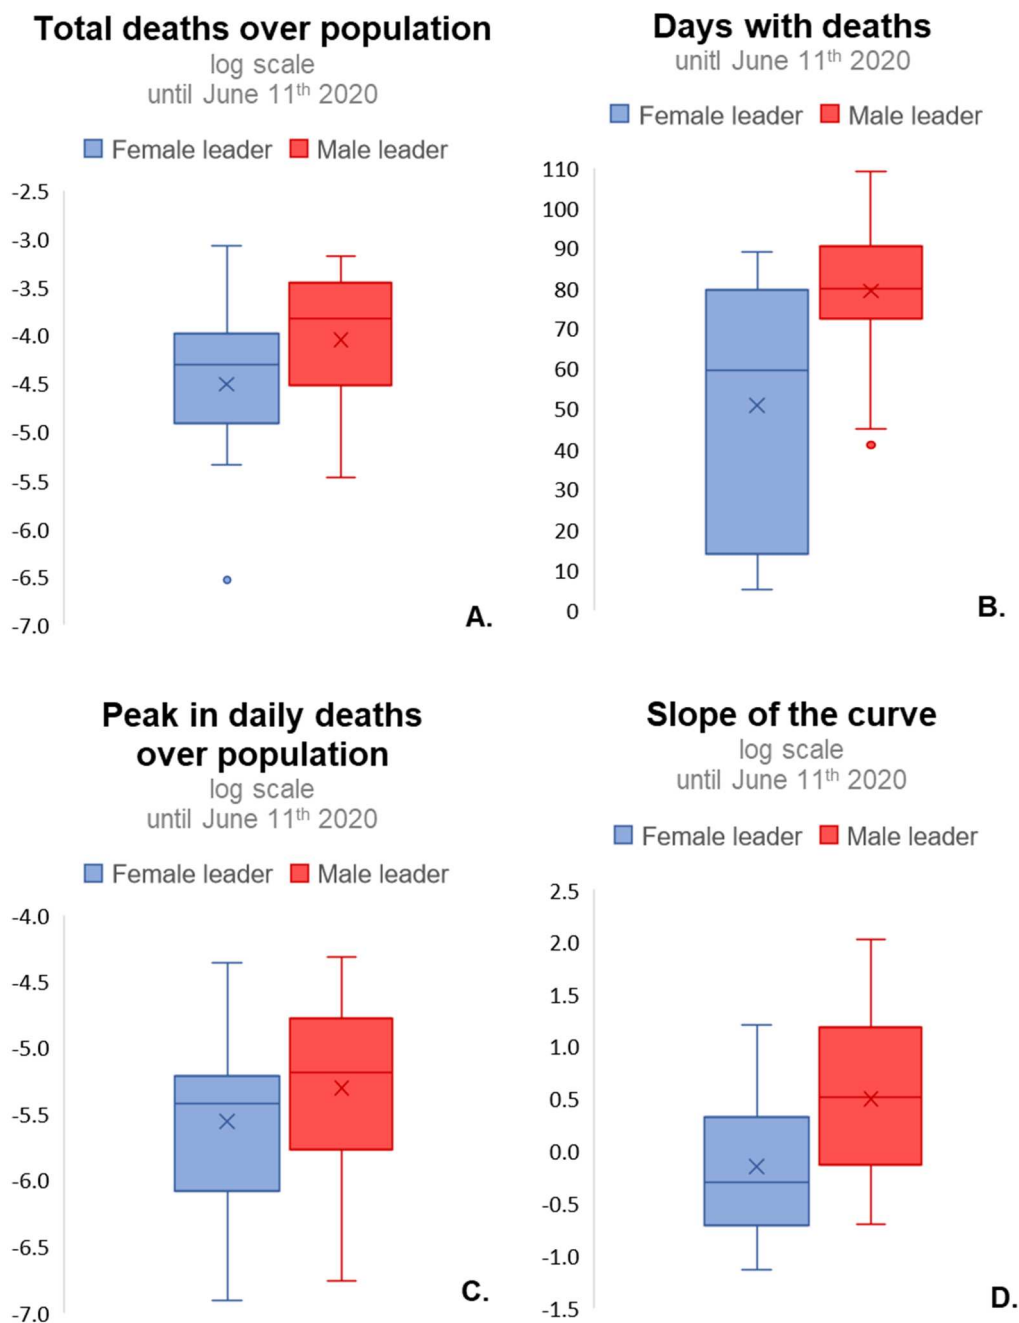 Total deaths over population
log scale
until June 11th 2020
Female leader Male leader
-2.5
-3.0
-3.5
-4.0
-4.5
-5.0
-5.5
-6.0
-6.5
-7.0
A.
Days with deaths
unitl June 11th 2020
Female leader Male leader
110
100
90
80
70
60
50
40
30
20
10
0
B.
Peak in daily deaths
over population
log scale
until June 11th 2020
Female leader Male leader
-4.0
-4.5
-5.0
-5.5
-6.0
-6.5
-7.0
C.
Slope of the curve
log scale
until June 11th 2020
Female leader Male leader
2.5
2.0
1.5
1.0
0.5
0.0
-0.5
-1.0
-1.5
D.